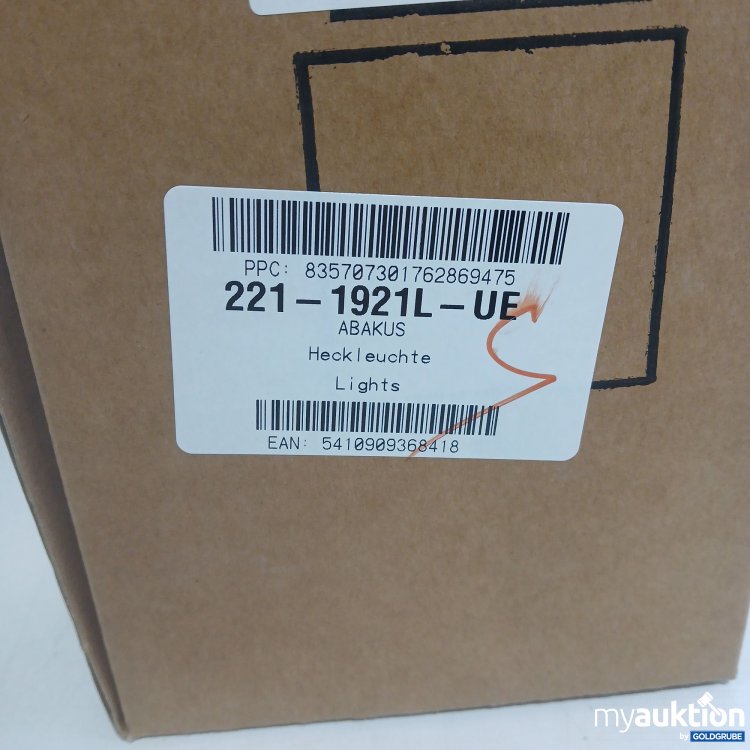 PPC: 835707301762869475
221-1921L-UE
ABAKUS
Heckleuchte
Lights
EAN: 5410909368418
myauktion
by GOLDGRUBE